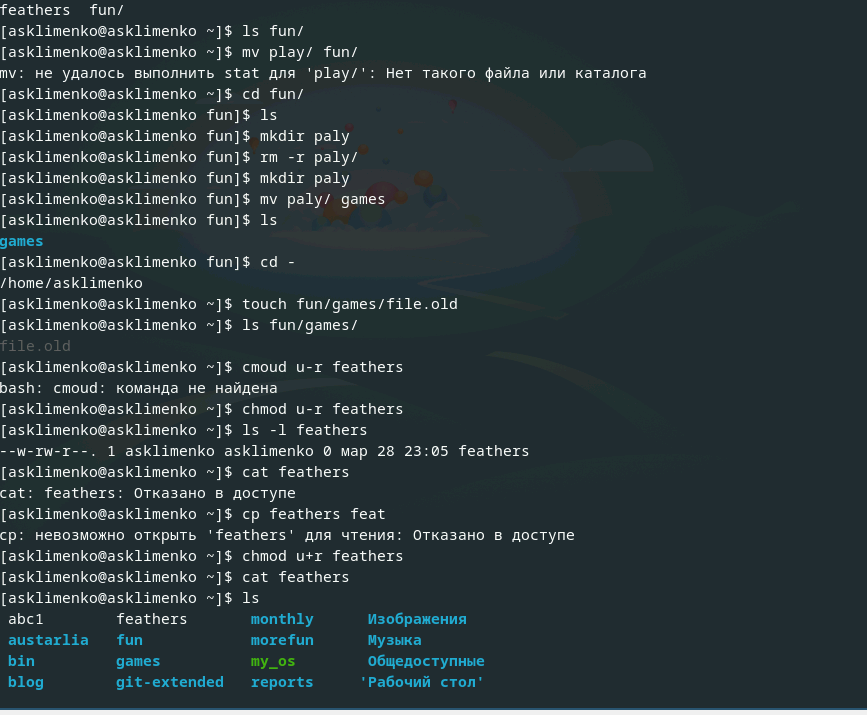 feathers  fun/
[asklimenko@asklimenko ~]$ ls fun/
[asklimenko@asklimenko ~]$ mv play/ fun/
mv: не удалось выполнить stat для 'play/': Нет такого файла или каталога
[asklimenko@asklimenko ~]$ cd fun/
[asklimenko@asklimenko fun]$ ls
[asklimenko@asklimenko fun]$ mkdir paly
[asklimenko@asklimenko fun]$ rm -r paly/
[asklimenko@asklimenko fun]$ mkdir paly
[asklimenko@asklimenko fun]$ mv paly/ games
[asklimenko@asklimenko fun]$ ls
games
[asklimenko@asklimenko fun]$ cd -
/home/asklimenko
[asklimenko@asklimenko ~]$ touch fun/games/file.old
[asklimenko@asklimenko ~]$ ls fun/games/
file.old
[asklimenko@asklimenko ~]$ cmoud u-r feathers
bash: cmoud: команда не найдена
[asklimenko@asklimenko ~]$ chmod u-r feathers
[asklimenko@asklimenko ~]$ ls -l feathers
--w-rw-r--. 1 asklimenko asklimenko 0 мар 28 23:05 feathers
[asklimenko@asklimenko ~]$ cat feathers
cat: feathers: Отказано в доступе
[asklimenko@asklimenko ~]$ cp feathers feat
cp: невозможно открыть 'feathers' для чтения: Отказано в доступе
[asklimenko@asklimenko ~]$ chmod u+r feathers
[asklimenko@asklimenko ~]$ cat feathers
[asklimenko@asklimenko ~]$ ls
 abc1        feathers       monthly      Изображения
 austarlia   fun            morefun      Музыка
 bin         games          my_os        Общедоступные
 blog        git-extended   reports     'Рабочий стол'